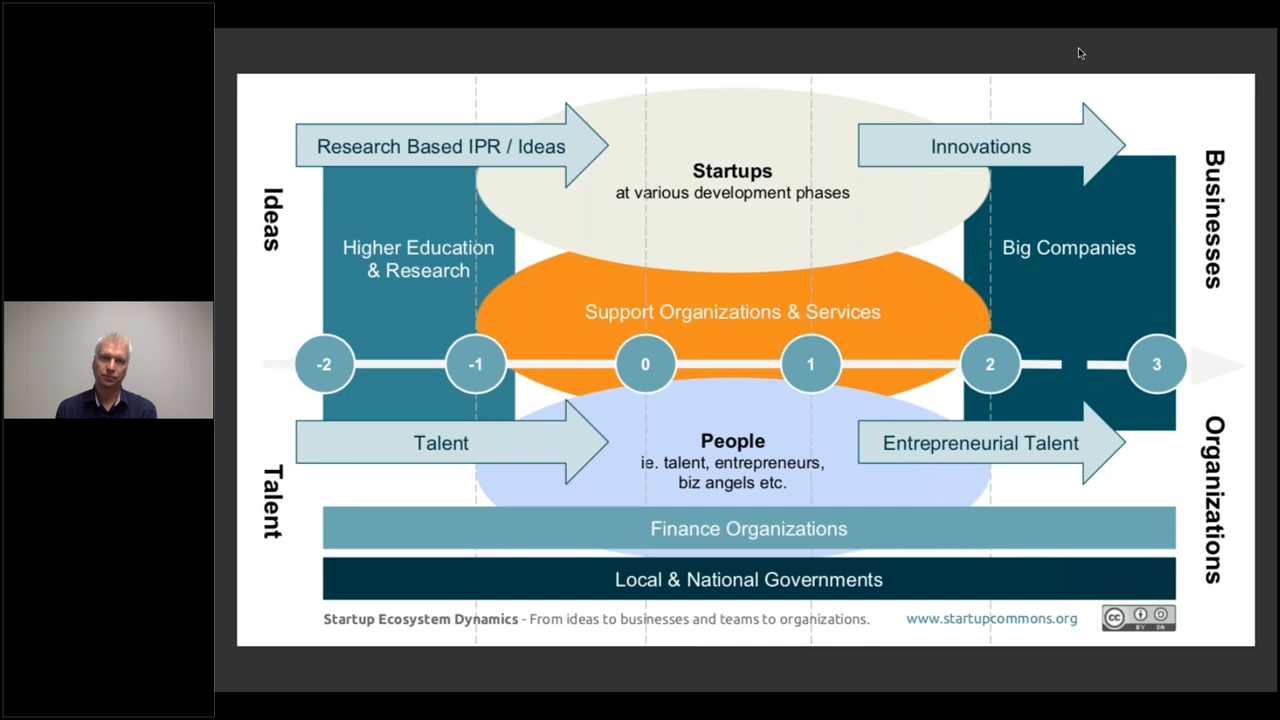 Research Based IPR / Ideas
Innovations
Startups
at various development phases
Ideas
Businesses
Higher Education
& Research
Big Companies
Support Organizations & Services
-2
-1
0
1
2
3
Talent
People
ie. talent, entrepreneurs,
biz angels etc.
Entrepreneurial Talent
Talent
Organizations
Finance Organizations
Local & National Governments
Startup Ecosystem Dynamics - From ideas to businesses and teams to organizations.
www.startupcommons.org
cc
BY
SA